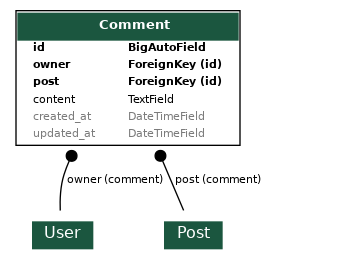 Comment
id BigAutoField
owner ForeignKey (id)
post ForeignKey (id)
content TextField
created_at DateTimeField
updated_at DateTimeField
owner (comment) post (comment)
User Post